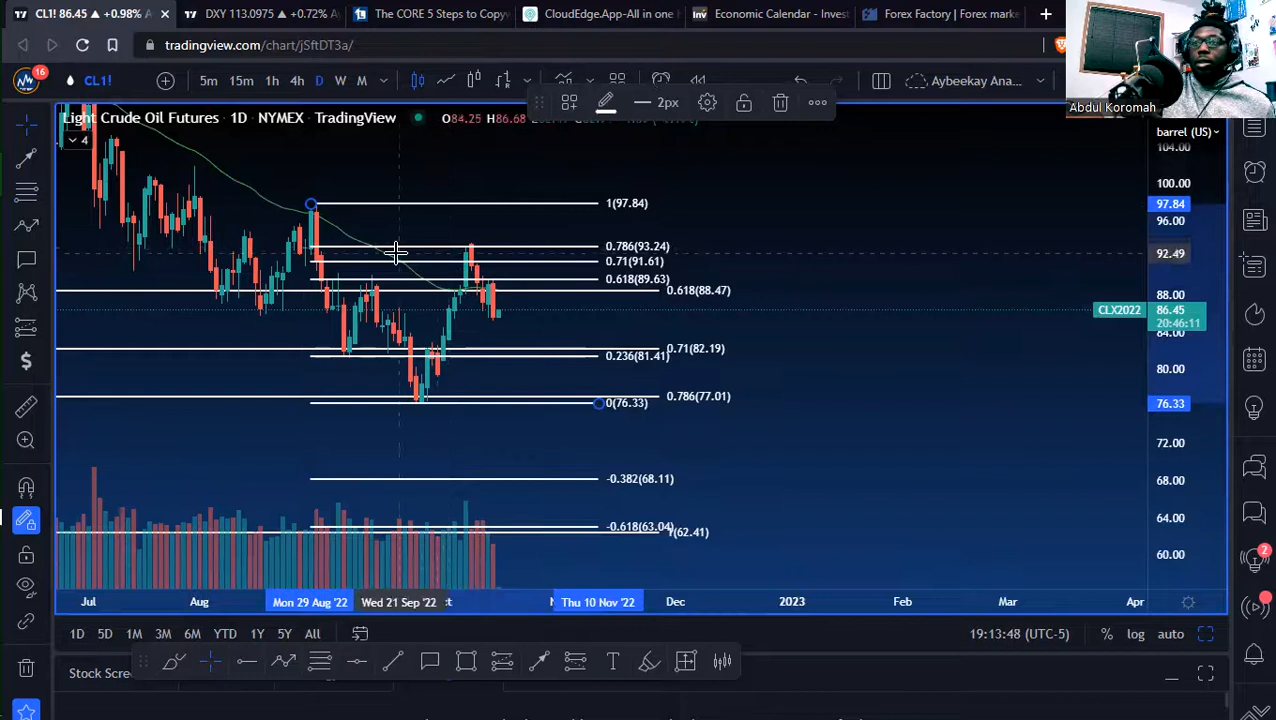 CL1! 86.45 ▲ +0.98% A
DXY 113.0975 ▲ +0.72% A
The CORE 5 Steps to Copy
CloudEdge.App-All in one
Inv Economic Calendar - Invest
Forex Factory | Forex mark
tradingview.com/chart/jSftDT3a/
16
CL1!
5m 15m 1h 4h D W M
Aybeekay Ana...
Abdul Koromah
2px
Light Crude Oil Futures · 1D · NYMEX · TradingView
O84.25 H86.68
4
barrel (US)
104.00
100.00
97.84
96.00
92.49
88.00
CLX2022
86.45
20:46:11
84.00
80.00
76.33
72.00
68.00
64.00
60.00
1(97.84)
0.786(93.24)
0.71(91.61)
0.618(89.63)
0.618(88.47)
0.71(82.19)
0.236(81.41)
0.786(77.01)
0(76.33)
-0.382(68.11)
-0.618(63.04)
1(62.41)
Jul Aug Mon 29 Aug '22 Wed 21 Sep '22 Thu 10 Nov '22 Dec 2023 Feb Mar Apr
1D 5D 1M 3M 6M YTD 1Y 5Y All
19:13:48 (UTC-5) % log auto
Stock Scre
2